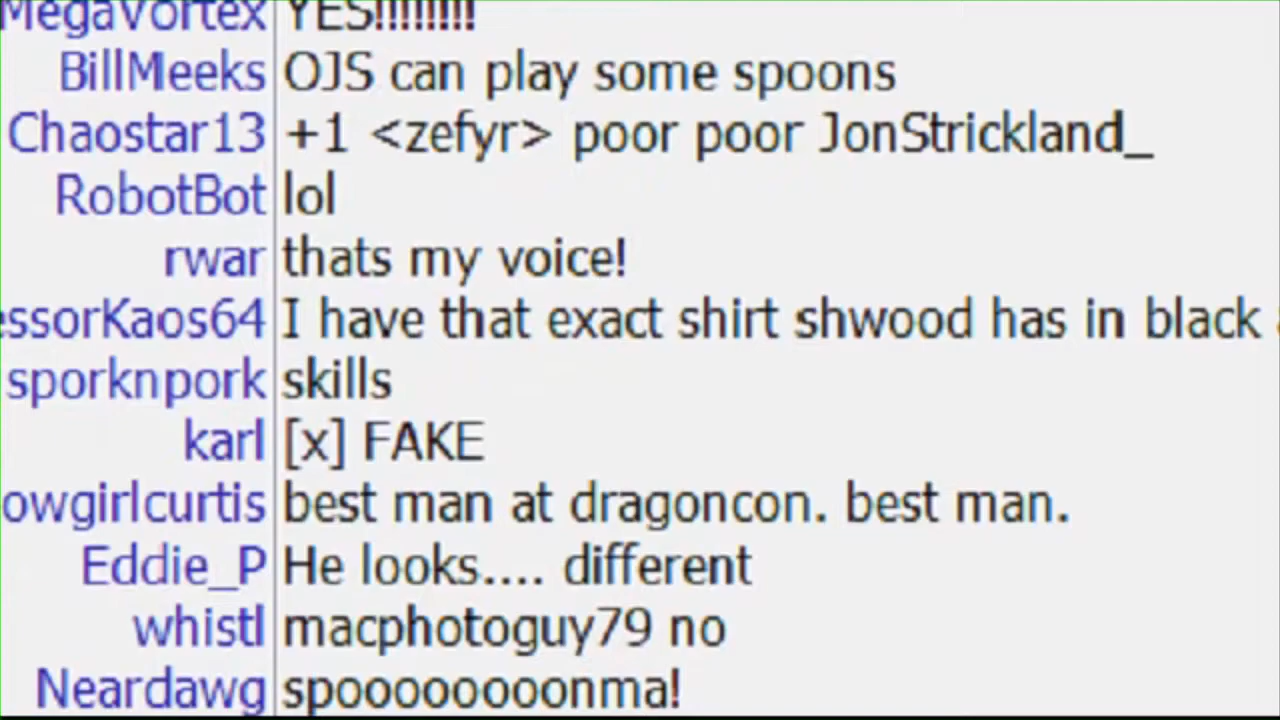 MegaVortex YES!!!!!!!!
BillMeeks OJS can play some spoons
Chaostar13 +1 <zefyr> poor poor JonStrickland_
RobotBot lol
rwar thats my voice!
essorKaos64 I have that exact shirt shwood has in black
sporknpork skills
karl [x] FAKE
owgirlcurtis best man at dragoncon. best man.
Eddie_P He looks.... different
whistl macphotoguy79 no
Neardawg spoooooooonma!